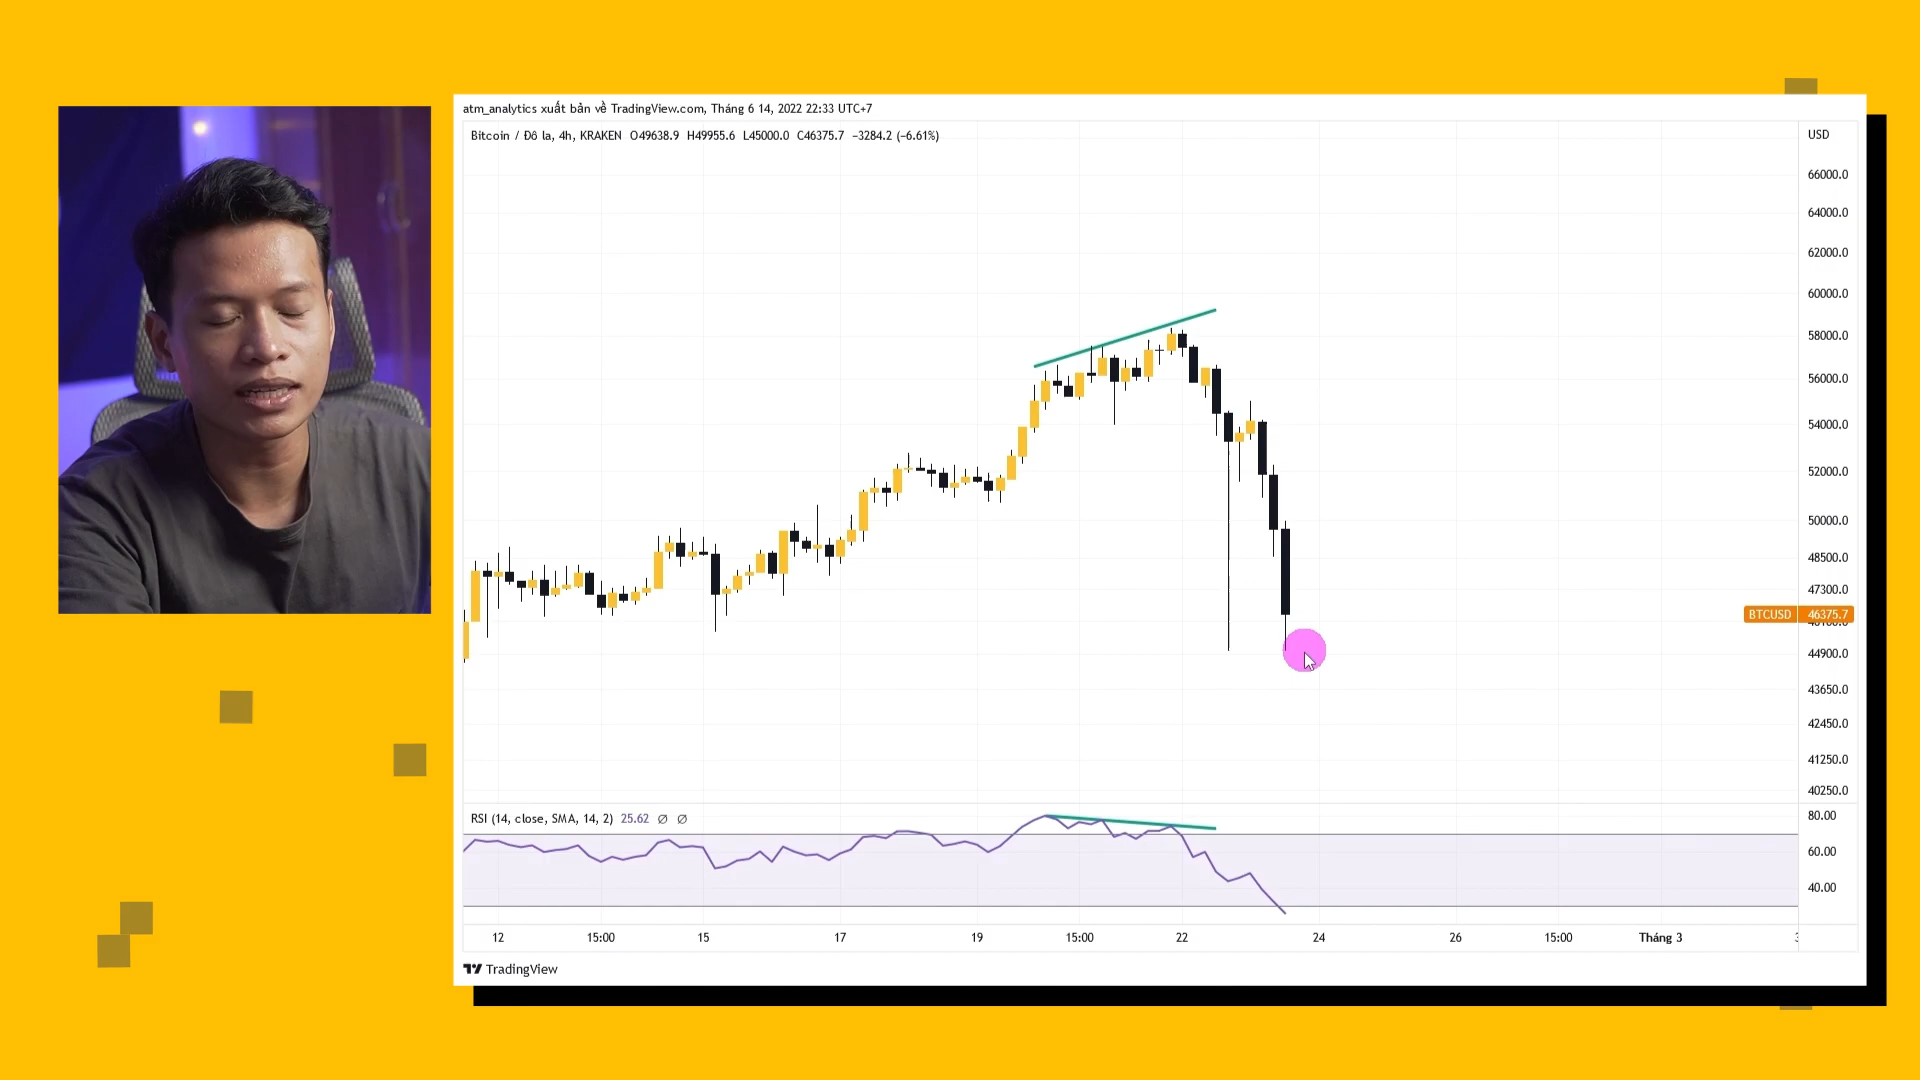 atm_analytics xuất bản về TradingView.com, Tháng 6 14, 2022 22:33 UTC+7
Bitcoin / Đô la, 4h, KRAKEN O49638.9 H49955.6 L45000.0 C46375.7 −3284.2 (−6.61%)
USD
66000.0
64000.0
62000.0
60000.0
58000.0
56000.0
54000.0
52000.0
50000.0
48500.0
47300.0
BTCUSD 46375.7
44900.0
43650.0
42450.0
41250.0
40250.0
RSI (14, close, SMA, 14, 2) 25.62 Ø Ø
80.00
60.00
40.00
12 15:00 15 17 19 15:00 22 24 26 15:00 Tháng 3
TradingView